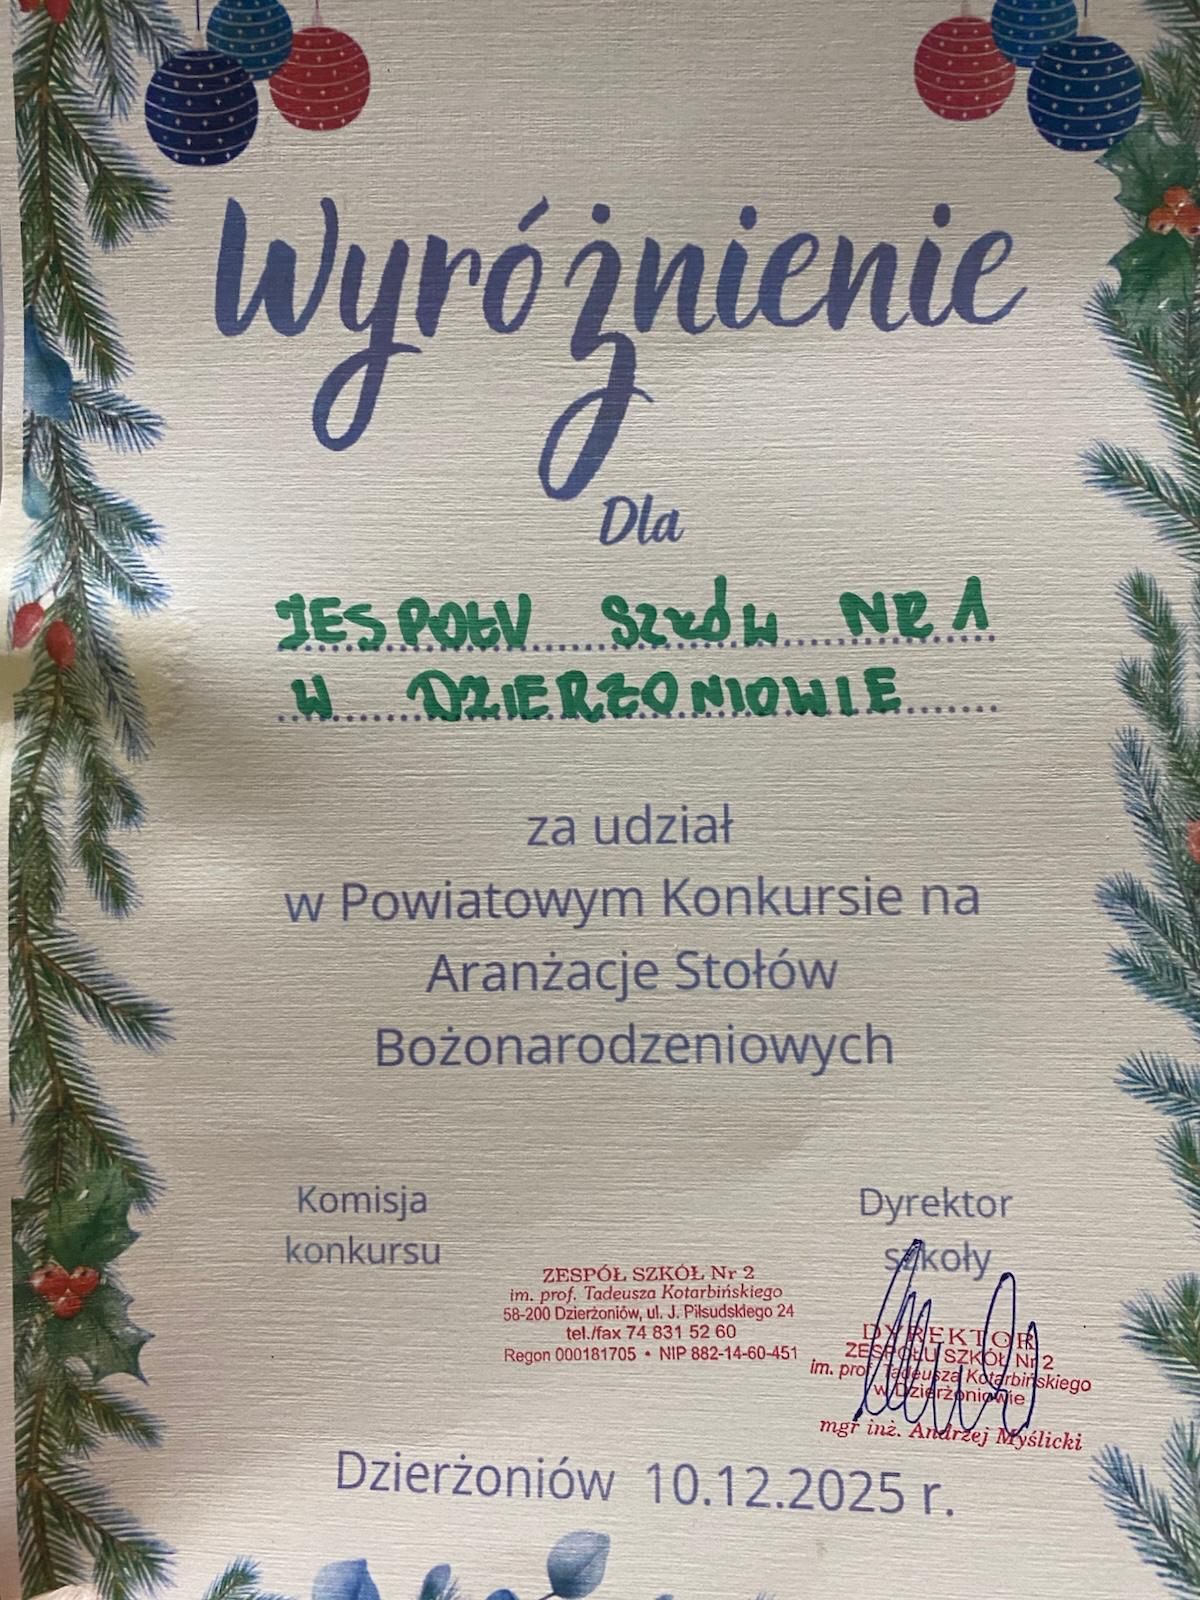 Wyróżnienie
Dla
ZESPOŁU SZKÓŁ NR 1
W DZIERŻONIOWIE
za udział
w Powiatowym Konkursie na
Aranżacje Stołów
Bożonarodzeniowych
Komisja
konkursu
Dyrektor
szkoły
ZESPÓŁ SZKÓŁ Nr 2
im. prof. Tadeusza Kotarbińskiego
58-200 Dzierżoniów, ul. J. Piłsudskiego 24
tel./fax 74 831 52 60
Regon 000181705 • NIP 882-14-60-451
DYREKTOR
ZESPOŁU SZKÓŁ Nr 2
im. prof. Tadeusza Kotarbińskiego
w Dzierżoniowie
mgr inż. Andrzej Myślicki
Dzierżoniów 10.12.2025 r.